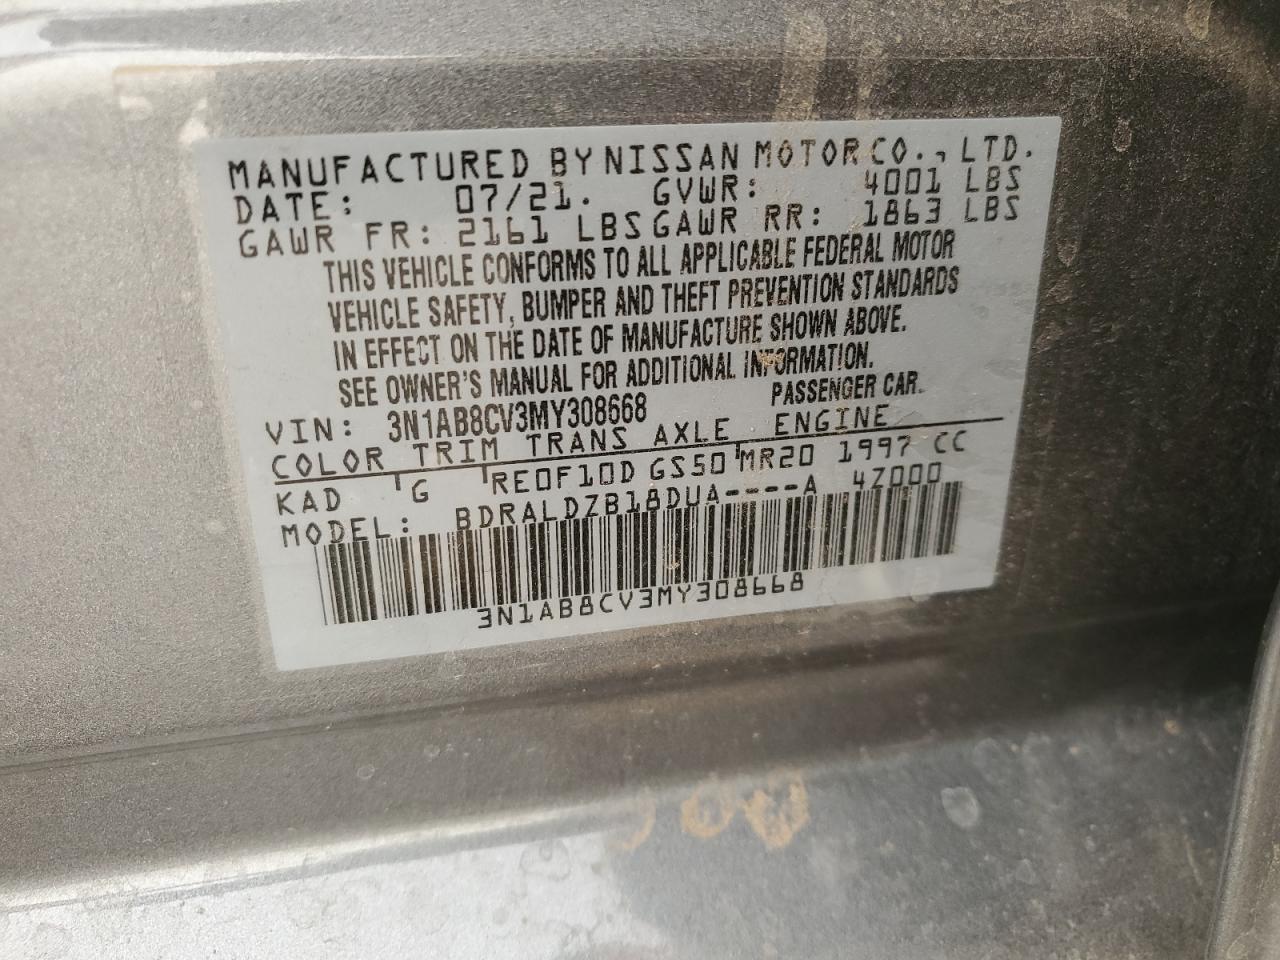 MANUFACTURED BY NISSAN MOTOR CO., LTD.
DATE: 07/21. GVWR: 4001 LBS
GAWR FR: 2161 LBS GAWR RR: 1863 LBS
THIS VEHICLE CONFORMS TO ALL APPLICABLE FEDERAL MOTOR
VEHICLE SAFETY, BUMPER AND THEFT PREVENTION STANDARDS
IN EFFECT ON THE DATE OF MANUFACTURE SHOWN ABOVE.
SEE OWNER'S MANUAL FOR ADDITIONAL INFORMATION.
VIN: 3N1AB8CV3MY308668 PASSENGER CAR.
COLOR TRIM TRANS AXLE ENGINE
KAD G RE0F10D GS50 MR20 1997 CC
MODEL: BDRALDZB18DUA----A 4Z000
3N1AB8CV3MY308668